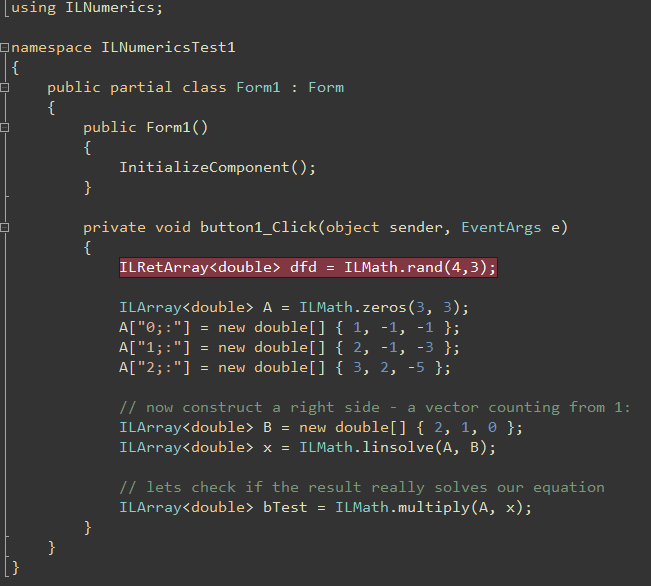 using ILNumerics;
namespace ILNumericsTest1
{
public partial class Form1 : Form
{
public Form1()
{
InitializeComponent();
}
private void button1_Click(object sender, EventArgs e)
{
ILRetArray<double> dfd = ILMath.rand(4,3);
ILArray<double> A = ILMath.zeros(3, 3);
A["0;:"] = new double[] { 1, -1, -1 };
A["1;:"] = new double[] { 2, -1, -3 };
A["2;:"] = new double[] { 3, 2, -5 };
// now construct a right side - a vector counting from 1:
ILArray<double> B = new double[] { 2, 1, 0 };
ILArray<double> x = ILMath.linsolve(A, B);
// lets check if the result really solves our equation
ILArray<double> bTest = ILMath.multiply(A, x);
}
}
}